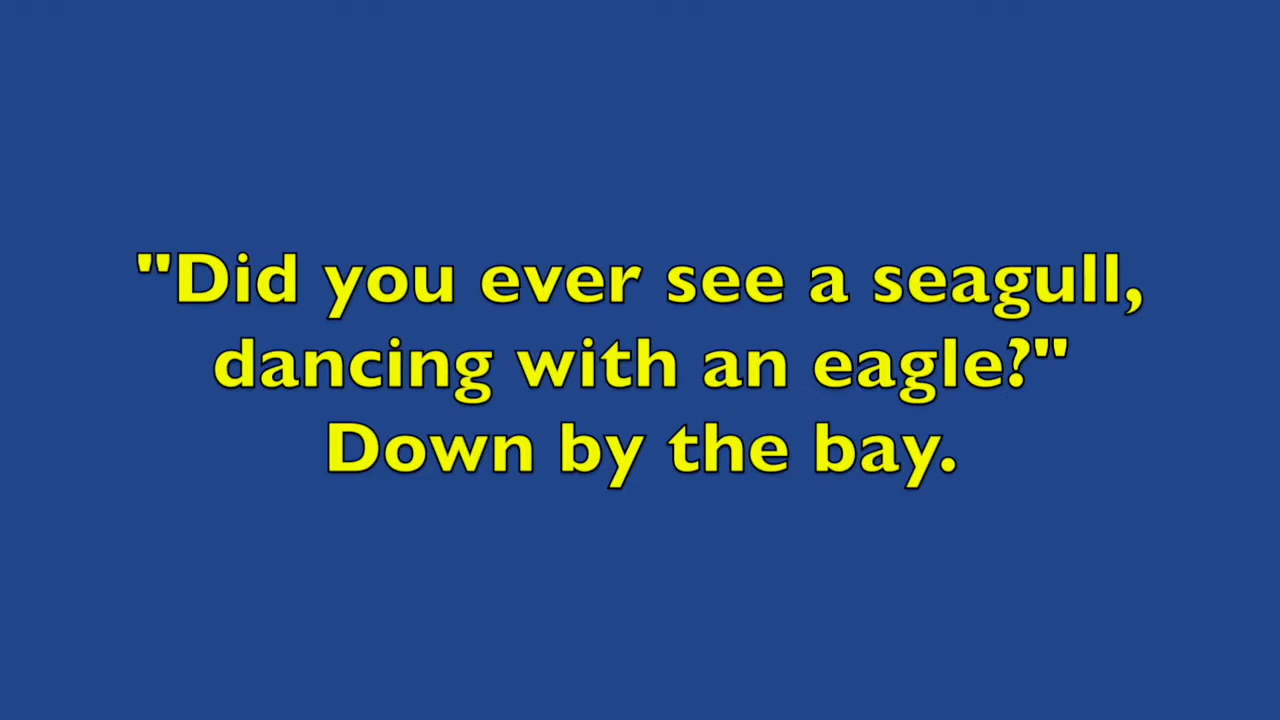 "Did you ever see a seagull,
dancing with an eagle?"
Down by the bay.